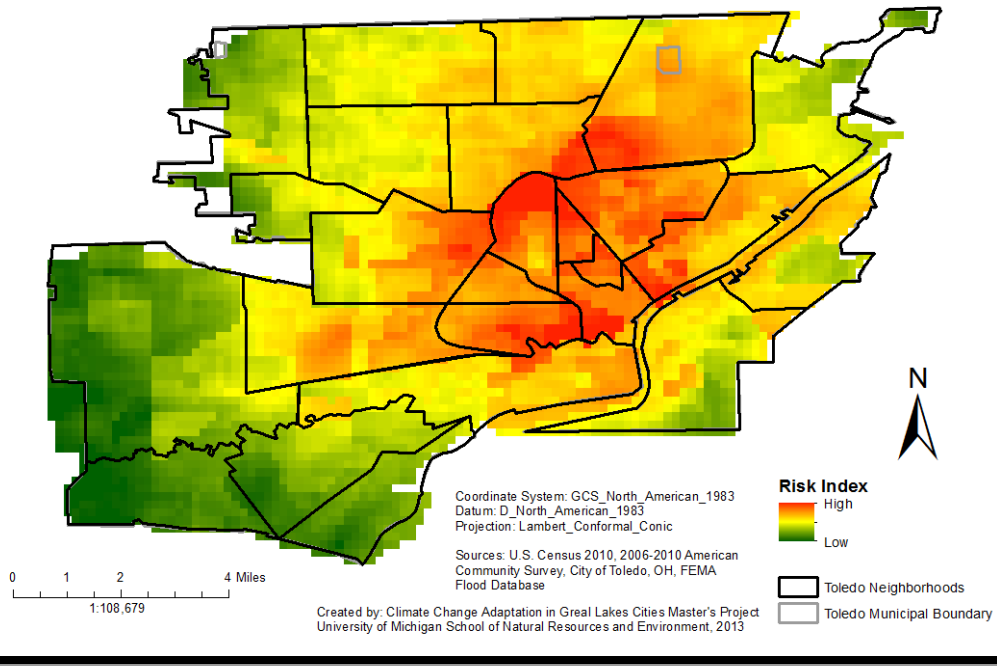 N
Coordinate System: GCS_North_American_1983
Datum: D_North_American_1983
Projection: Lambert_Conformal_Conic
Sources: U.S. Census 2010, 2006-2010 American
Community Survey, City of Toledo, OH, FEMA
Flood Database
Risk Index
High
Low
0 1 2 4 Miles
1:108,679
Toledo Neighborhoods
Toledo Municipal Boundary
Created by: Climate Change Adaptation in Greal Lakes Cities Master's Project
University of Michigan School of Natural Resources and Environment, 2013